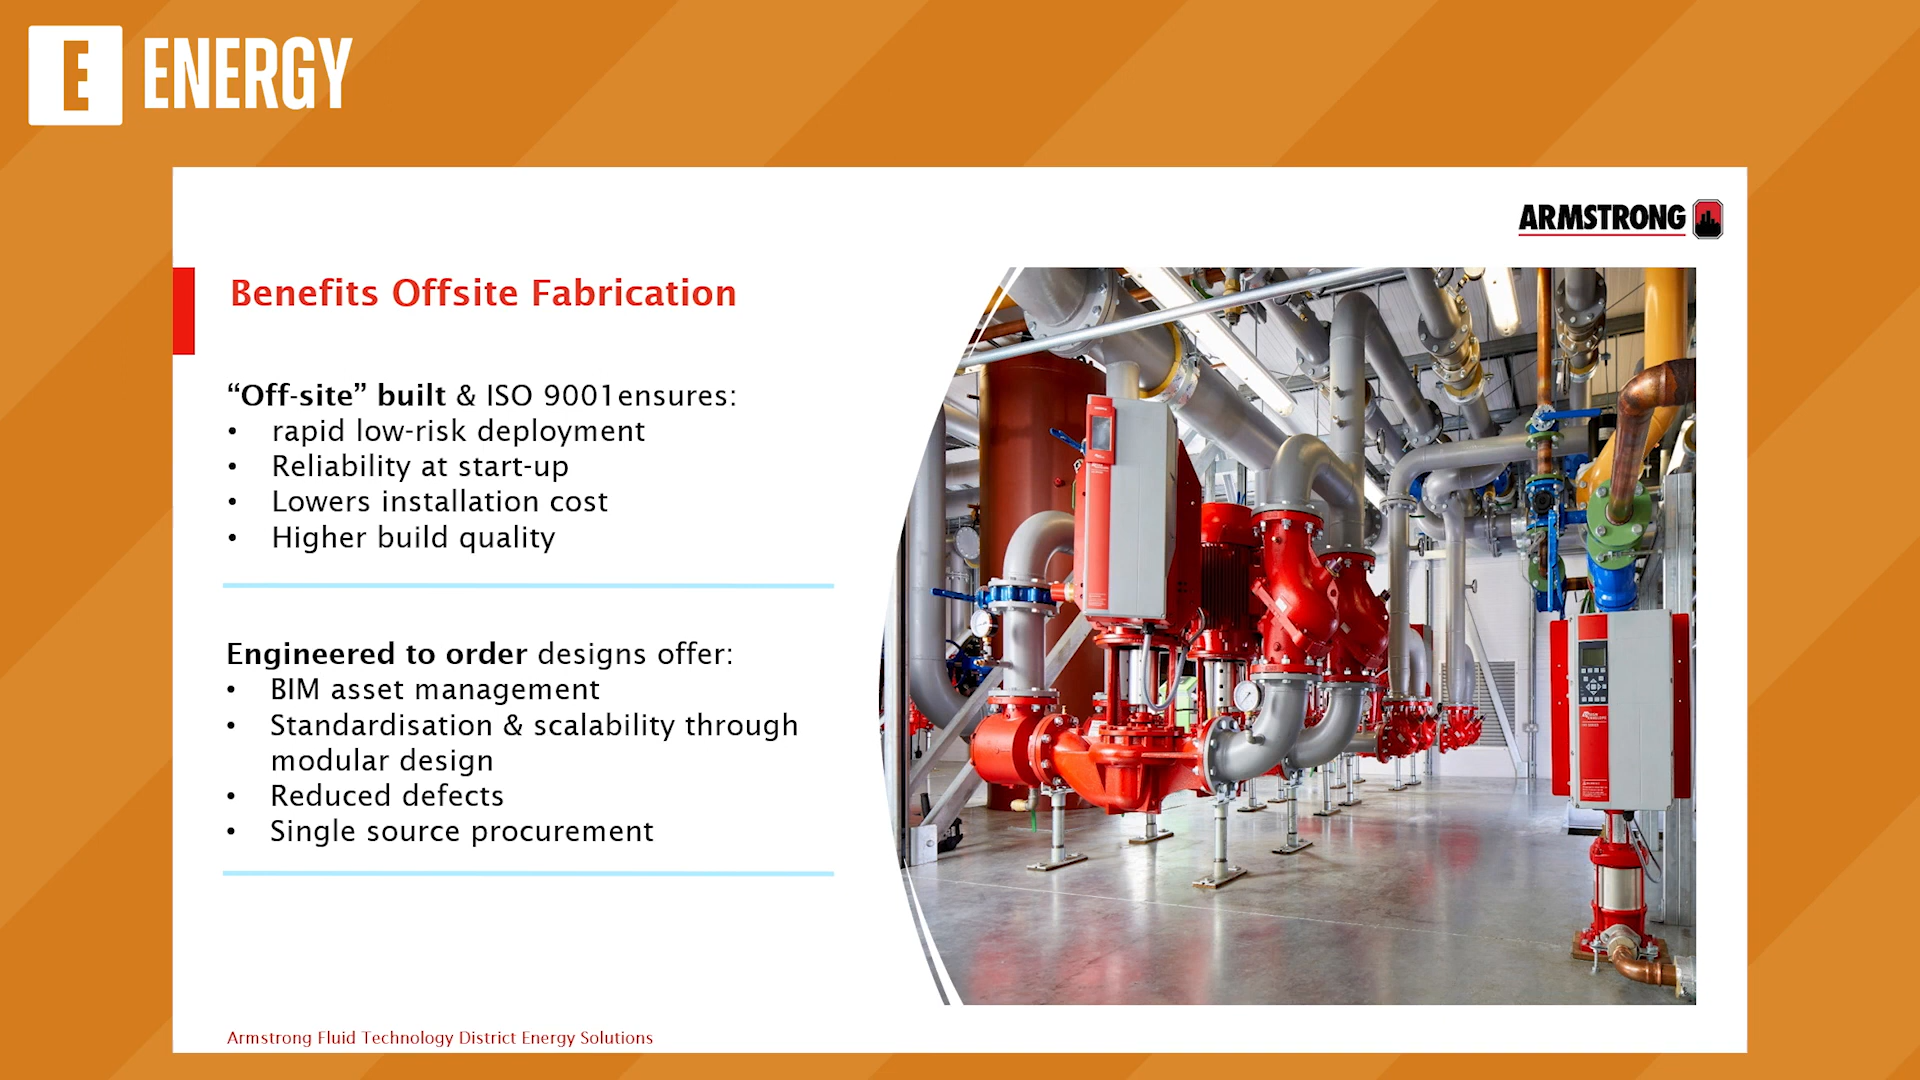 E ENERGY
ARMSTRONG
Benefits Offsite Fabrication
“Off-site” built & ISO 9001ensures:
• rapid low-risk deployment
• Reliability at start-up
• Lowers installation cost
• Higher build quality
Engineered to order designs offer:
• BIM asset management
• Standardisation & scalability through
modular design
• Reduced defects
• Single source procurement
Armstrong Fluid Technology District Energy Solutions